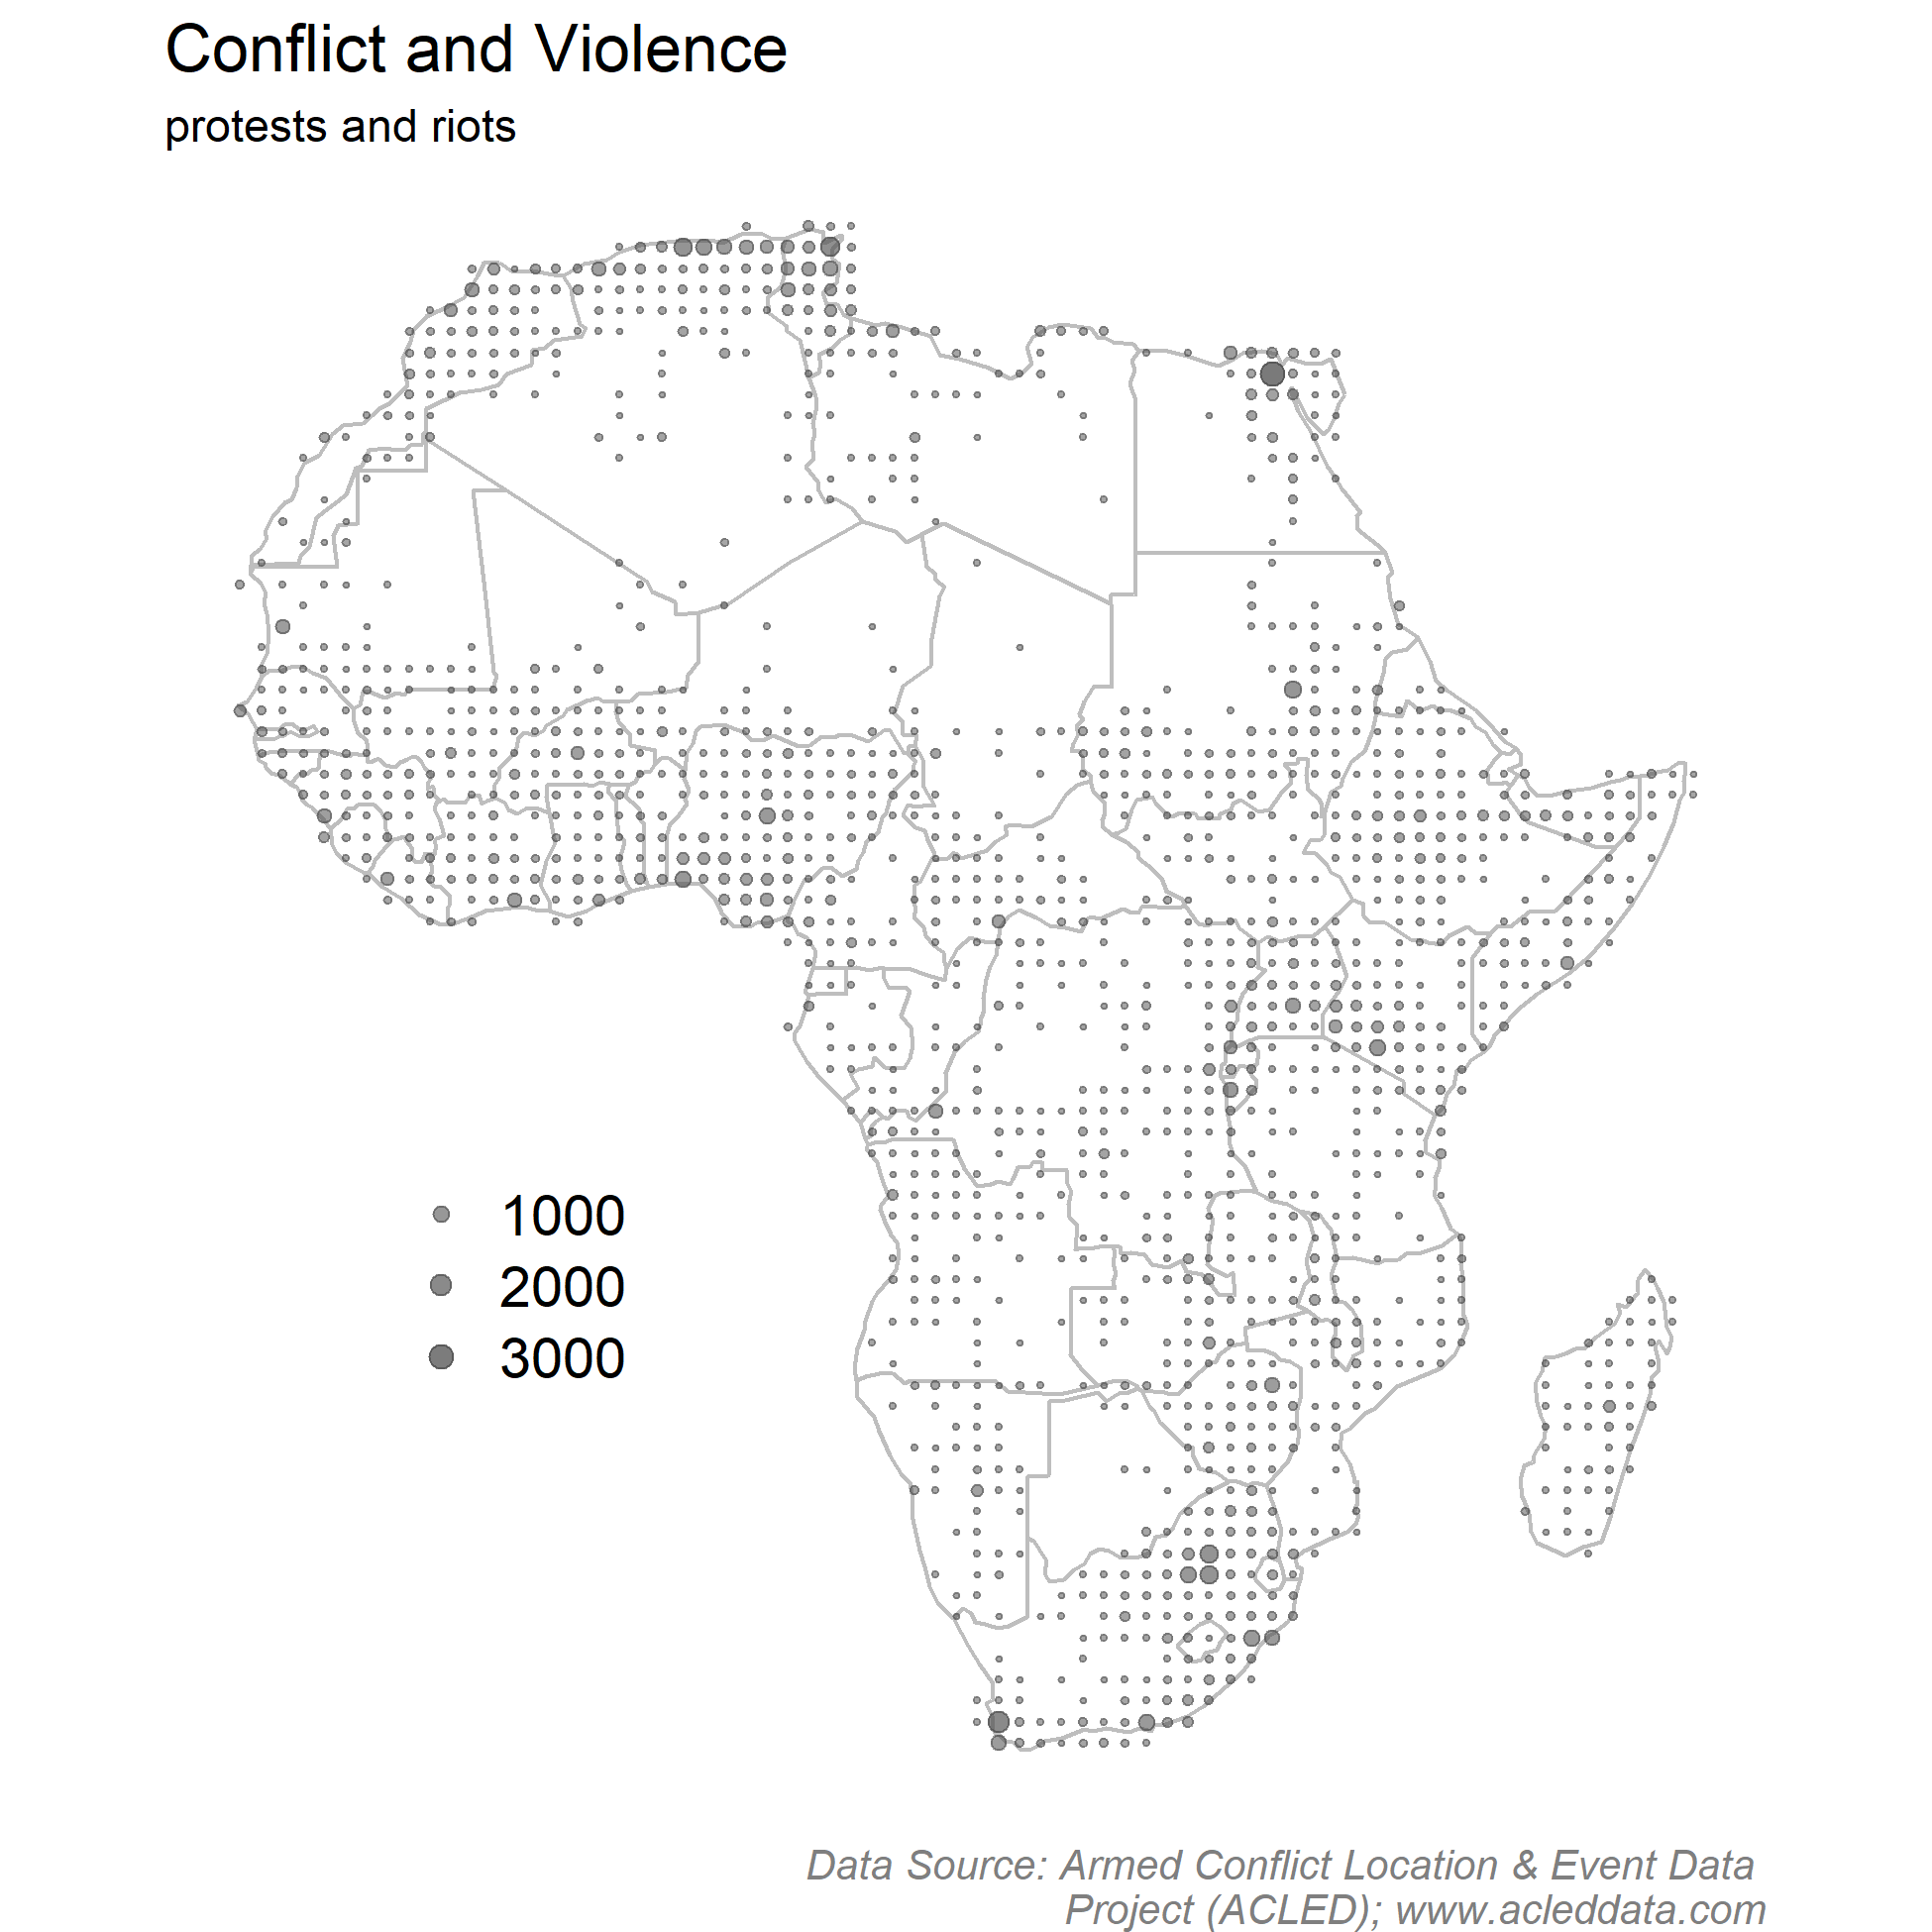 Conflict and Violence
protests and riots
1000
2000
3000
Data Source: Armed Conflict Location & Event Data
Project (ACLED); www.acleddata.com